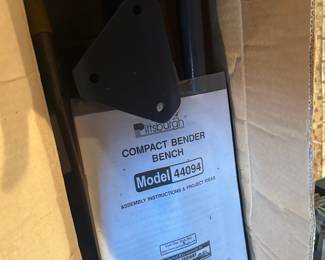 Pittsburgh
COMPACT BENDER
BENCH
Model 44094
ASSEMBLY INSTRUCTIONS & PROJECT IDEAS